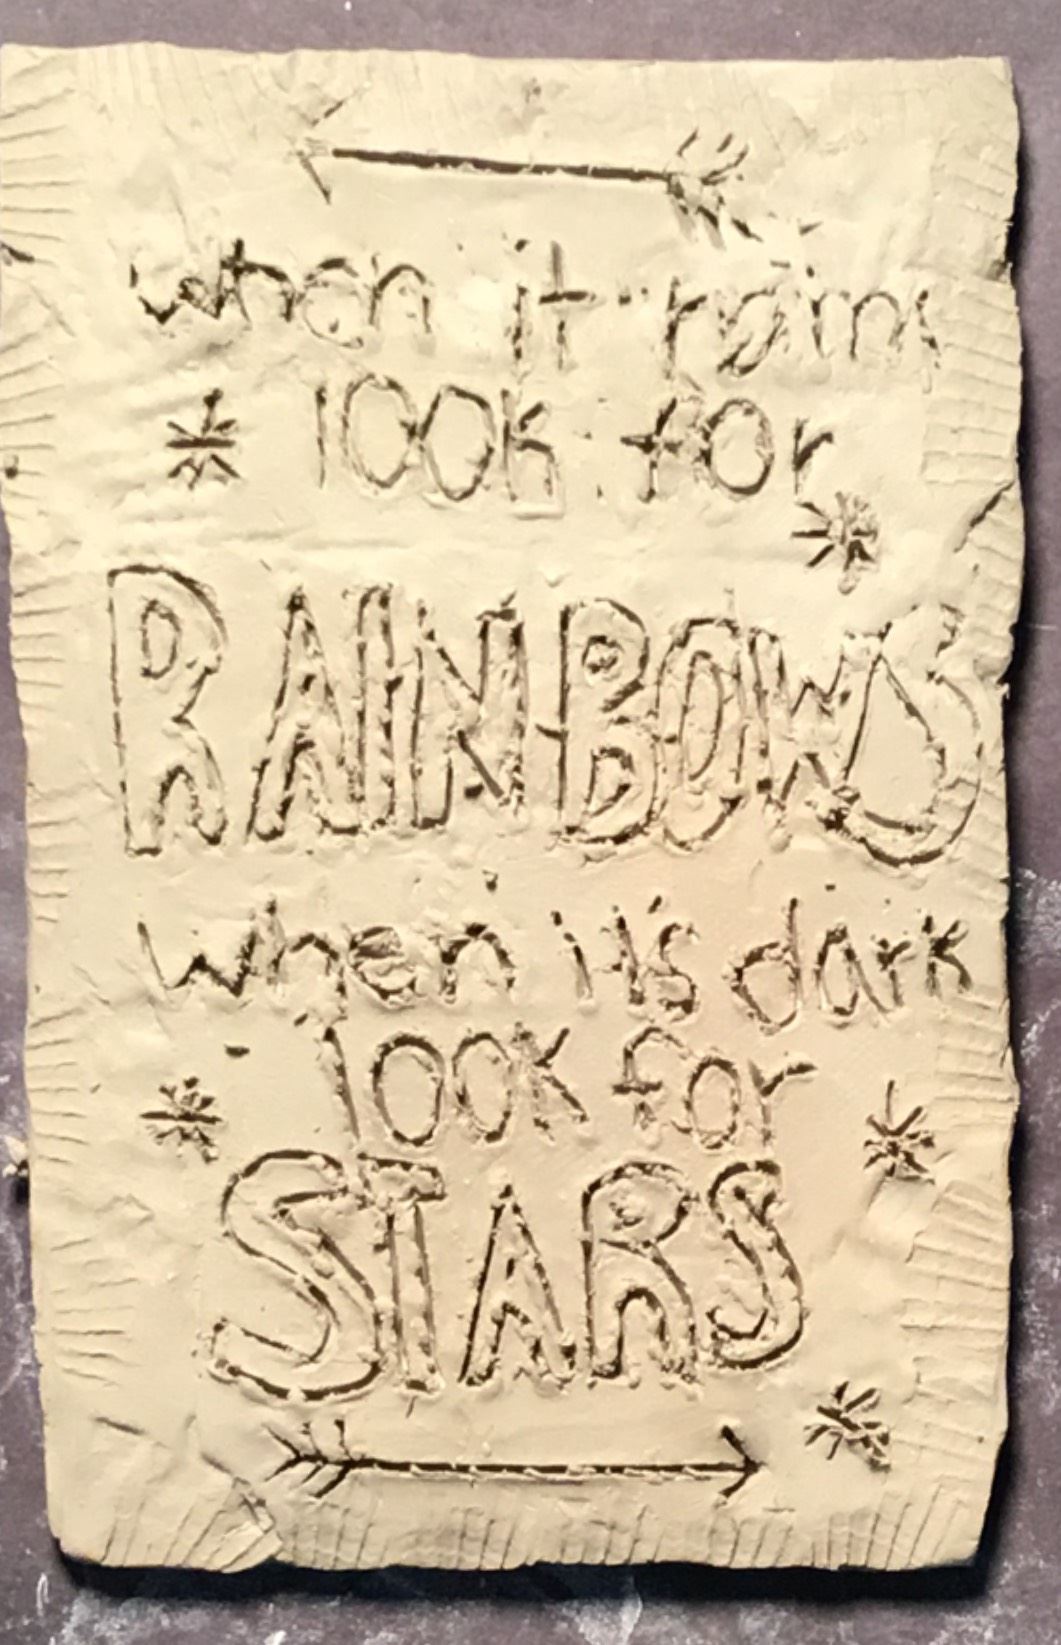 when it rains
look for
RAINBOWS
when it's dark
look for
STARS